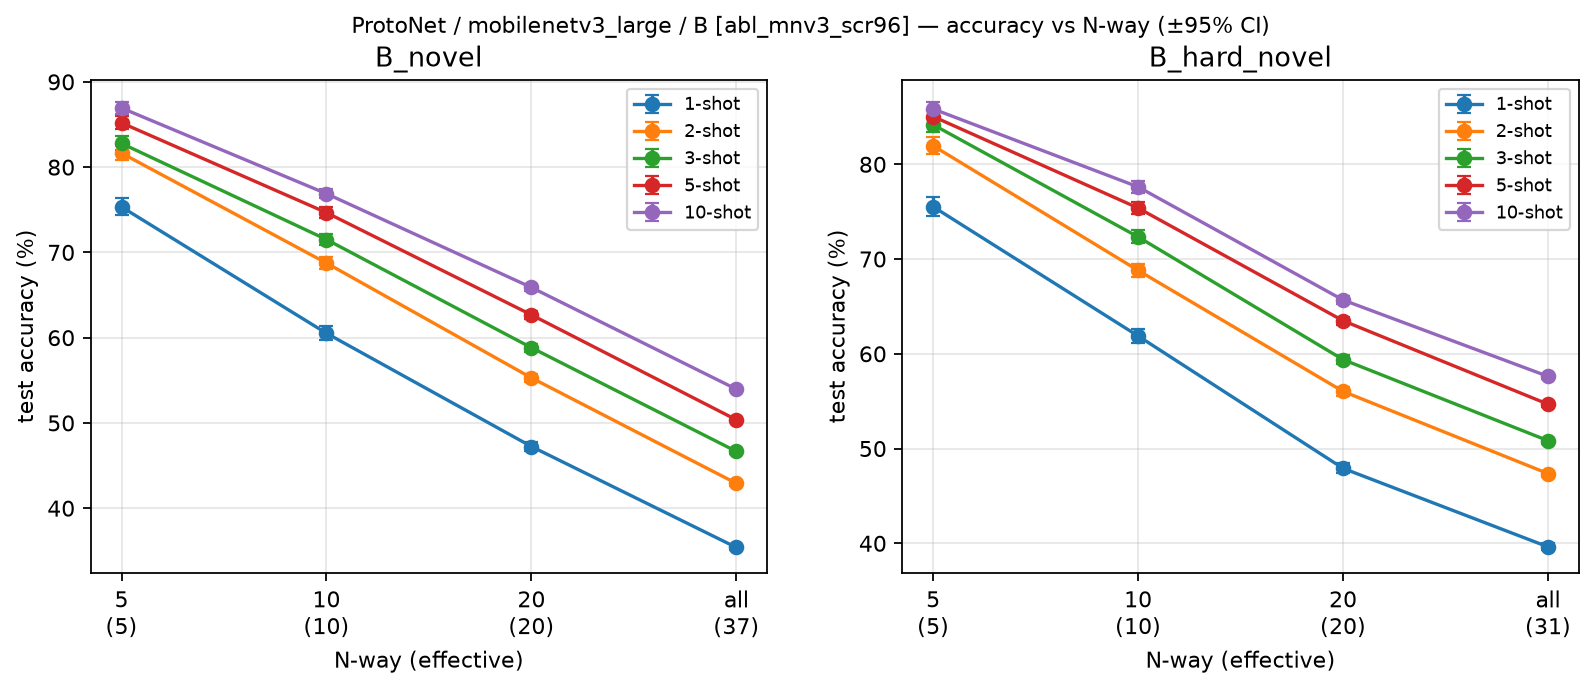 ProtoNet / mobilenetv3_large / B [abl_mnv3_scr96] — accuracy vs N-way (±95% CI)
B_novel
90
80
70
60
50
40
test accuracy (%)
1-shot
2-shot
3-shot
5-shot
10-shot
5
(5)
10
(10)
20
(20)
all
(37)
N-way (effective)
B_hard_novel
80
70
60
50
40
test accuracy (%)
1-shot
2-shot
3-shot
5-shot
10-shot
5
(5)
10
(10)
20
(20)
all
(31)
N-way (effective)